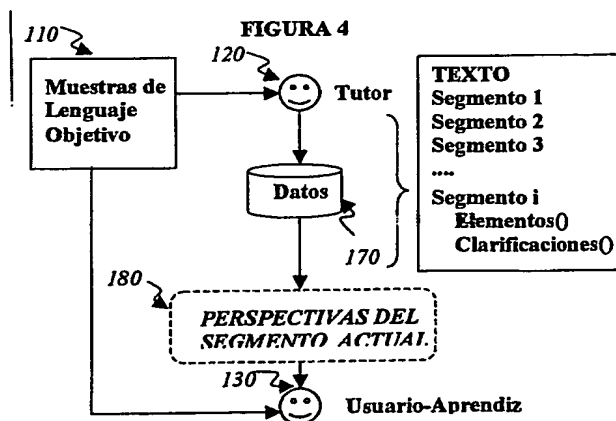 FIGURA 4
110
120
Muestras de
Lenguaje
Objetivo
Tutor
Datos
170
TEXTO
Segmento 1
Segmento 2
Segmento 3
....
Segmento i
Elementos()
Clarificaciones()
180
PERSPECTIVAS DEL
SEGMENTO ACTUAL
130
Usuario-Aprendiz